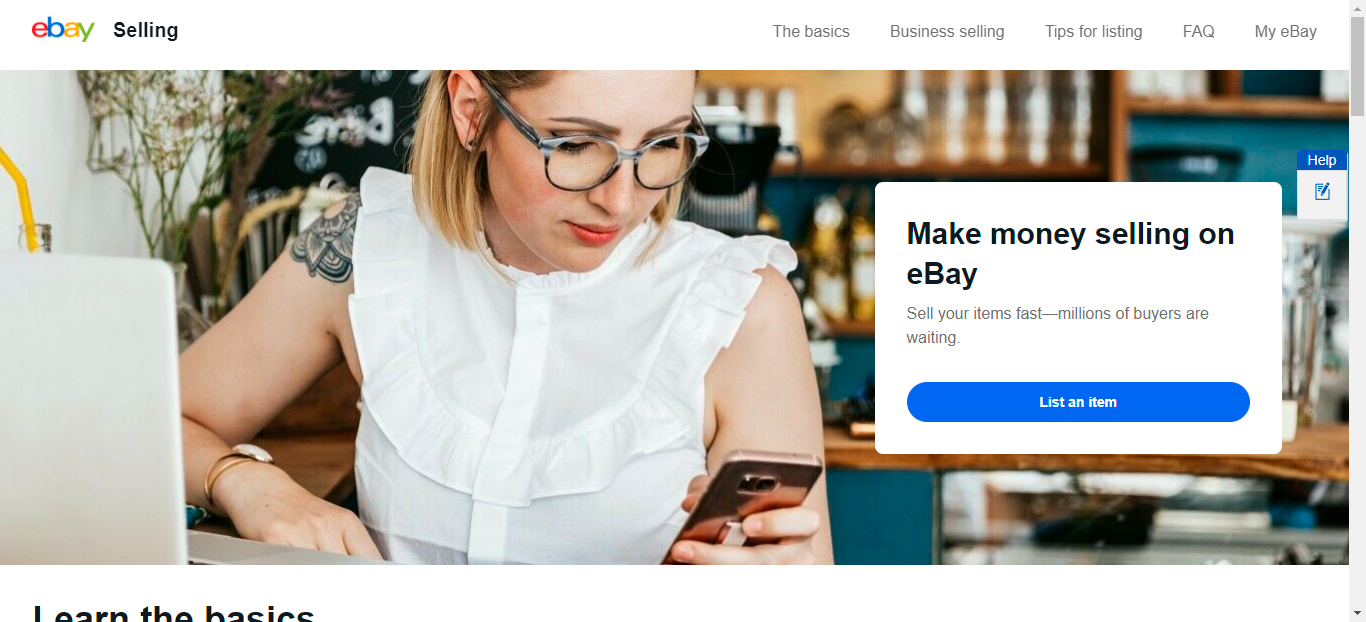 ebay Selling The basics Business selling Tips for listing FAQ My eBay
Help
Make money selling on
eBay
Sell your items fast—millions of buyers are
waiting.
List an item
Learn the basics